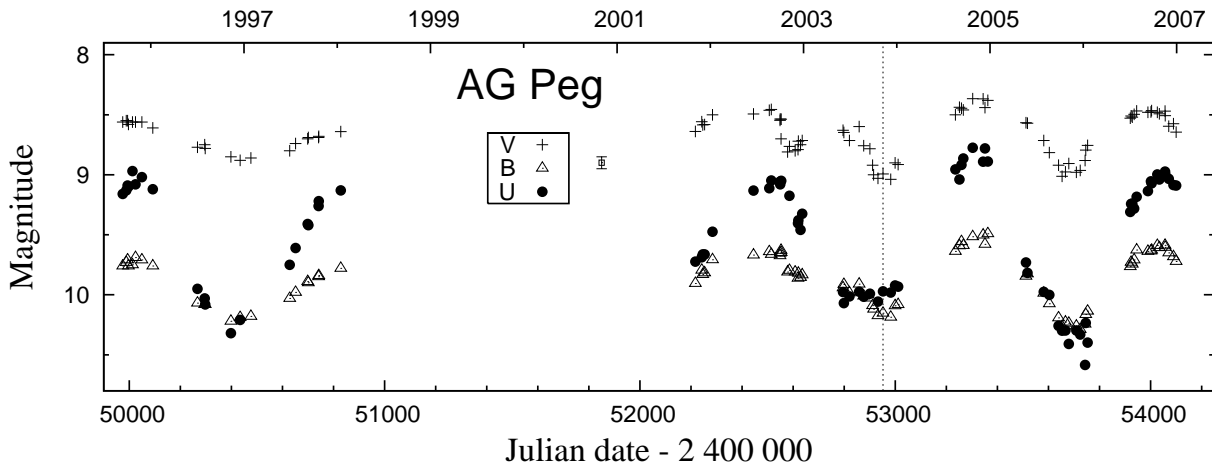 1997 1999 2001 2003 2005 2007
8
AG Peg
V
B
U
9
10
Magnitude
50000 51000 52000 53000 54000
Julian date - 2 400 000